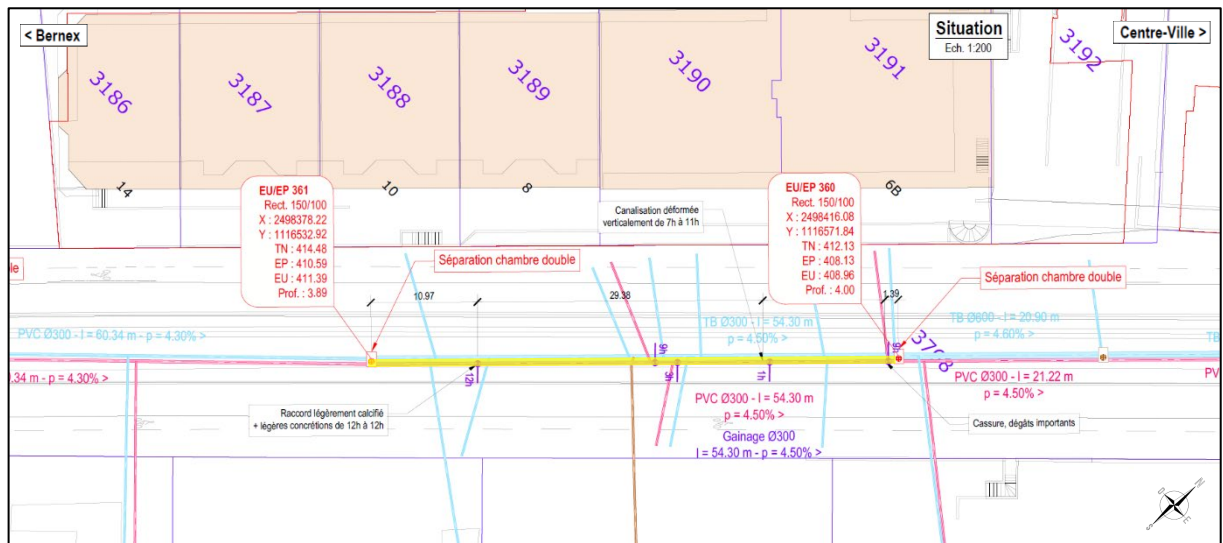 < Bernex
Situation
Ech. 1:200
Centre-Ville >
3186
3187
3188
3189
3190
3191
3192
14
10
8
6B
EU/EP 361
Rect. 150/100
X : 2498378.22
Y : 1116532.92
TN : 414.48
EP : 410.59
EU : 411.39
Prof. : 3.89
EU/EP 360
Rect. 150/100
X : 2498416.08
Y : 1116571.84
TN : 412.13
EP : 408.13
EU : 408.96
Prof. : 4.00
Canalisation déformée
verticalement de 7h à 11h
Séparation chambre double
Séparation chambre double
10.97
29.38
1.39
PVC Ø300 - l = 60.34 m - p = 4.30% >
TB Ø300 - l = 54.30 m
p = 4.50% >
TB Ø600 - l = 20.90 m
p = 4.60% >
TB
9h
9h
3798
.34 m - p = 4.30% >
12h
3h
1h
PVC Ø300 - l = 54.30 m
p = 4.50% >
PVC Ø300 - l = 21.22 m
p = 4.50% >
Raccord légèrement calcifié
+ légères concrétions de 12h à 12h
Gainage Ø300
l = 54.30 m - p = 4.50% >
Cassure, dégâts importants
N
E
S
O